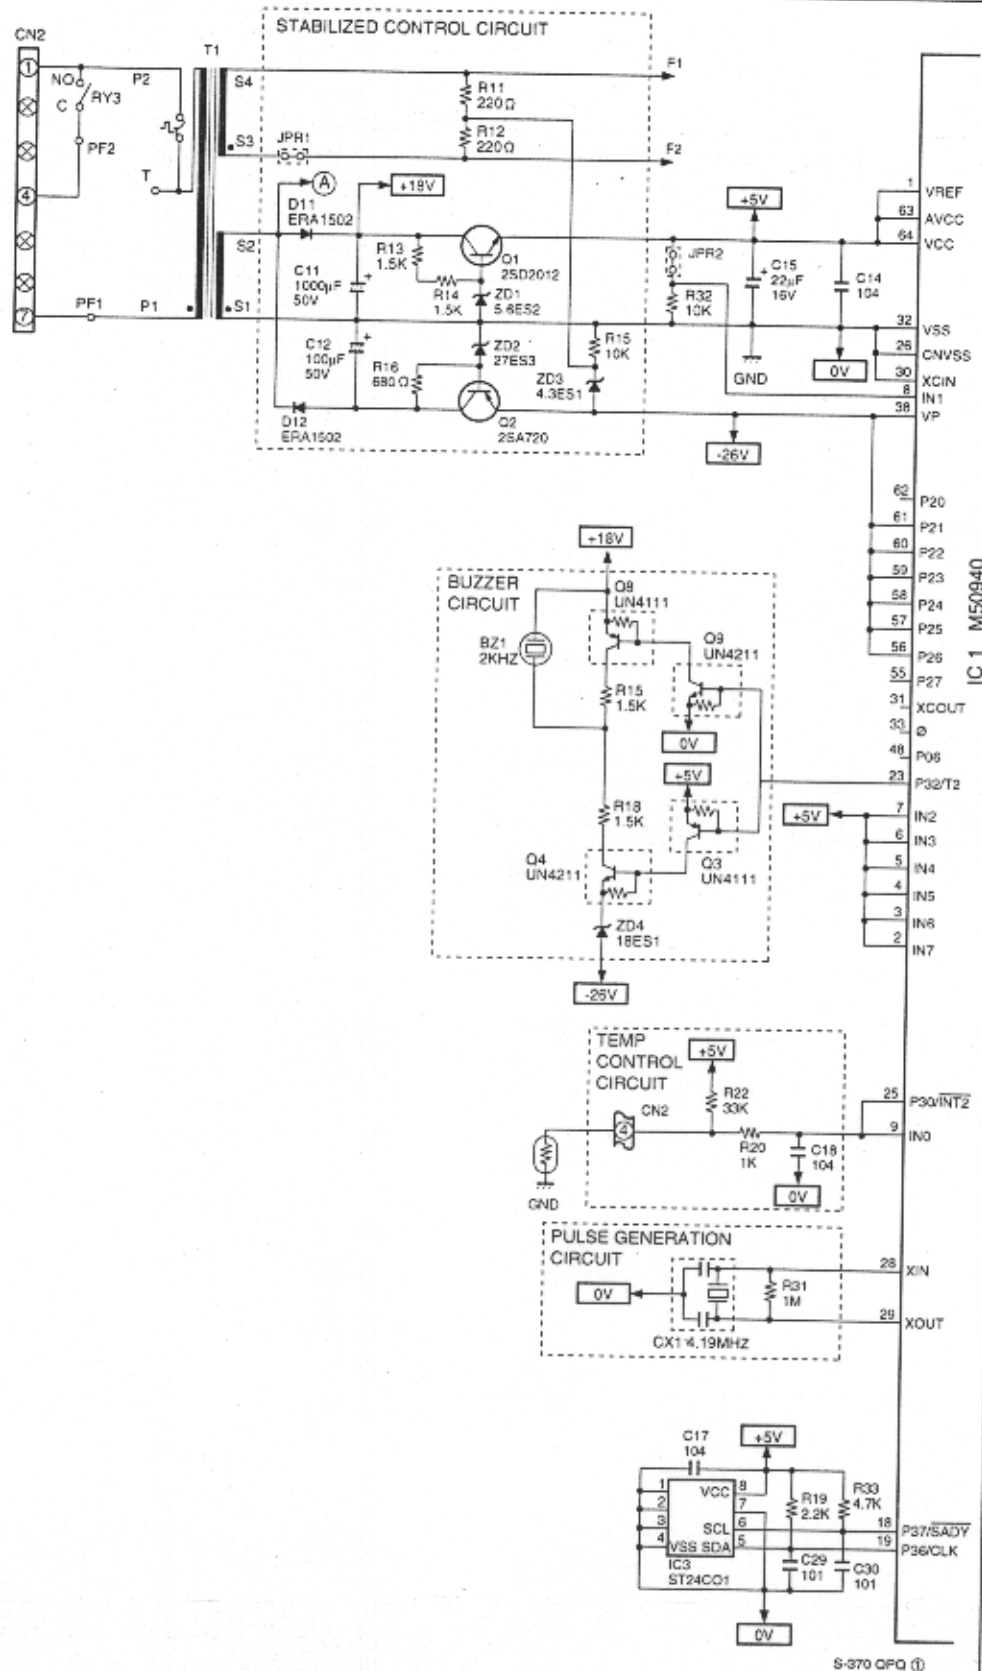 STABILIZED CONTROL CIRCUIT
CN2
T1
1
NO
P2
RY3
C
PF2
T
4
7
PF1
P1
S4
S3
S2
S1
JPR1
R11
220Ω
R12
220Ω
F1
F2
A
+18V
D11
ERA1502
R13
1.5K
Q1
2SD2012
C11
1000μF
50V
R14
1.5K
ZD1
5.6ES2
C12
100μF
50V
R16
680Ω
ZD2
27ES3
R15
10K
ZD3
4.3ES1
D12
ERA1502
Q2
2SA720
JPR2
R32
10K
+5V
C15
22μF
16V
C14
104
GND
0V
-26V
1 VREF
63 AVCC
64 VCC
32 VSS
26 CNVSS
30 XCIN
8 IN1
38 VP
62 P20
61 P21
60 P22
59 P23
58 P24
57 P25
56 P26
55 P27
31 XCOUT
33 Ø
48 P06
23 P32/T2
7 IN2
6 IN3
5 IN4
4 IN5
3 IN6
2 IN7
IC 1 M50940
+5V
BUZZER
CIRCUIT
+18V
Q8
UN4111
BZ1
2KHZ
Q9
UN4211
R15
1.5K
0V
+5V
R18
1.5K
Q4
UN4211
Q3
UN4111
ZD4
18ES1
-26V
TEMP
CONTROL
CIRCUIT
+5V
R22
33K
CN2
4
R20
1K
C18
104
0V
GND
25 P30/INT2
9 IN0
PULSE GENERATION
CIRCUIT
0V
R31
1M
CX1 4.19MHZ
28 XIN
29 XOUT
C17
104
+5V
1
2
3
4
VCC 8
7
SCL 6
VSS SDA 5
IC3
ST24CO1
R19
2.2K
R33
4.7K
C29
101
C30
101
0V
18 P37/SADY
19 P36/CLK
S-370 QPQ ①